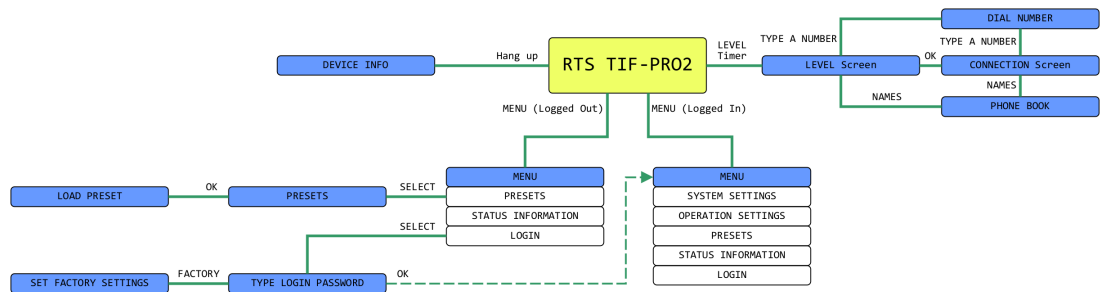 DIAL NUMBER
TYPE A NUMBER
TYPE A NUMBER
LEVEL
Timer
Hang up
RTS TIF-PRO2
DEVICE INFO
LEVEL Screen
OK
CONNECTION Screen
NAMES
NAMES
PHONE BOOK
MENU (Logged Out)
MENU (Logged In)
MENU
PRESETS
STATUS INFORMATION
LOGIN
MENU
SYSTEM SETTINGS
OPERATION SETTINGS
PRESETS
STATUS INFORMATION
LOGIN
LOAD PRESET
OK
PRESETS
SELECT
SELECT
SET FACTORY SETTINGS
FACTORY
TYPE LOGIN PASSWORD
OK